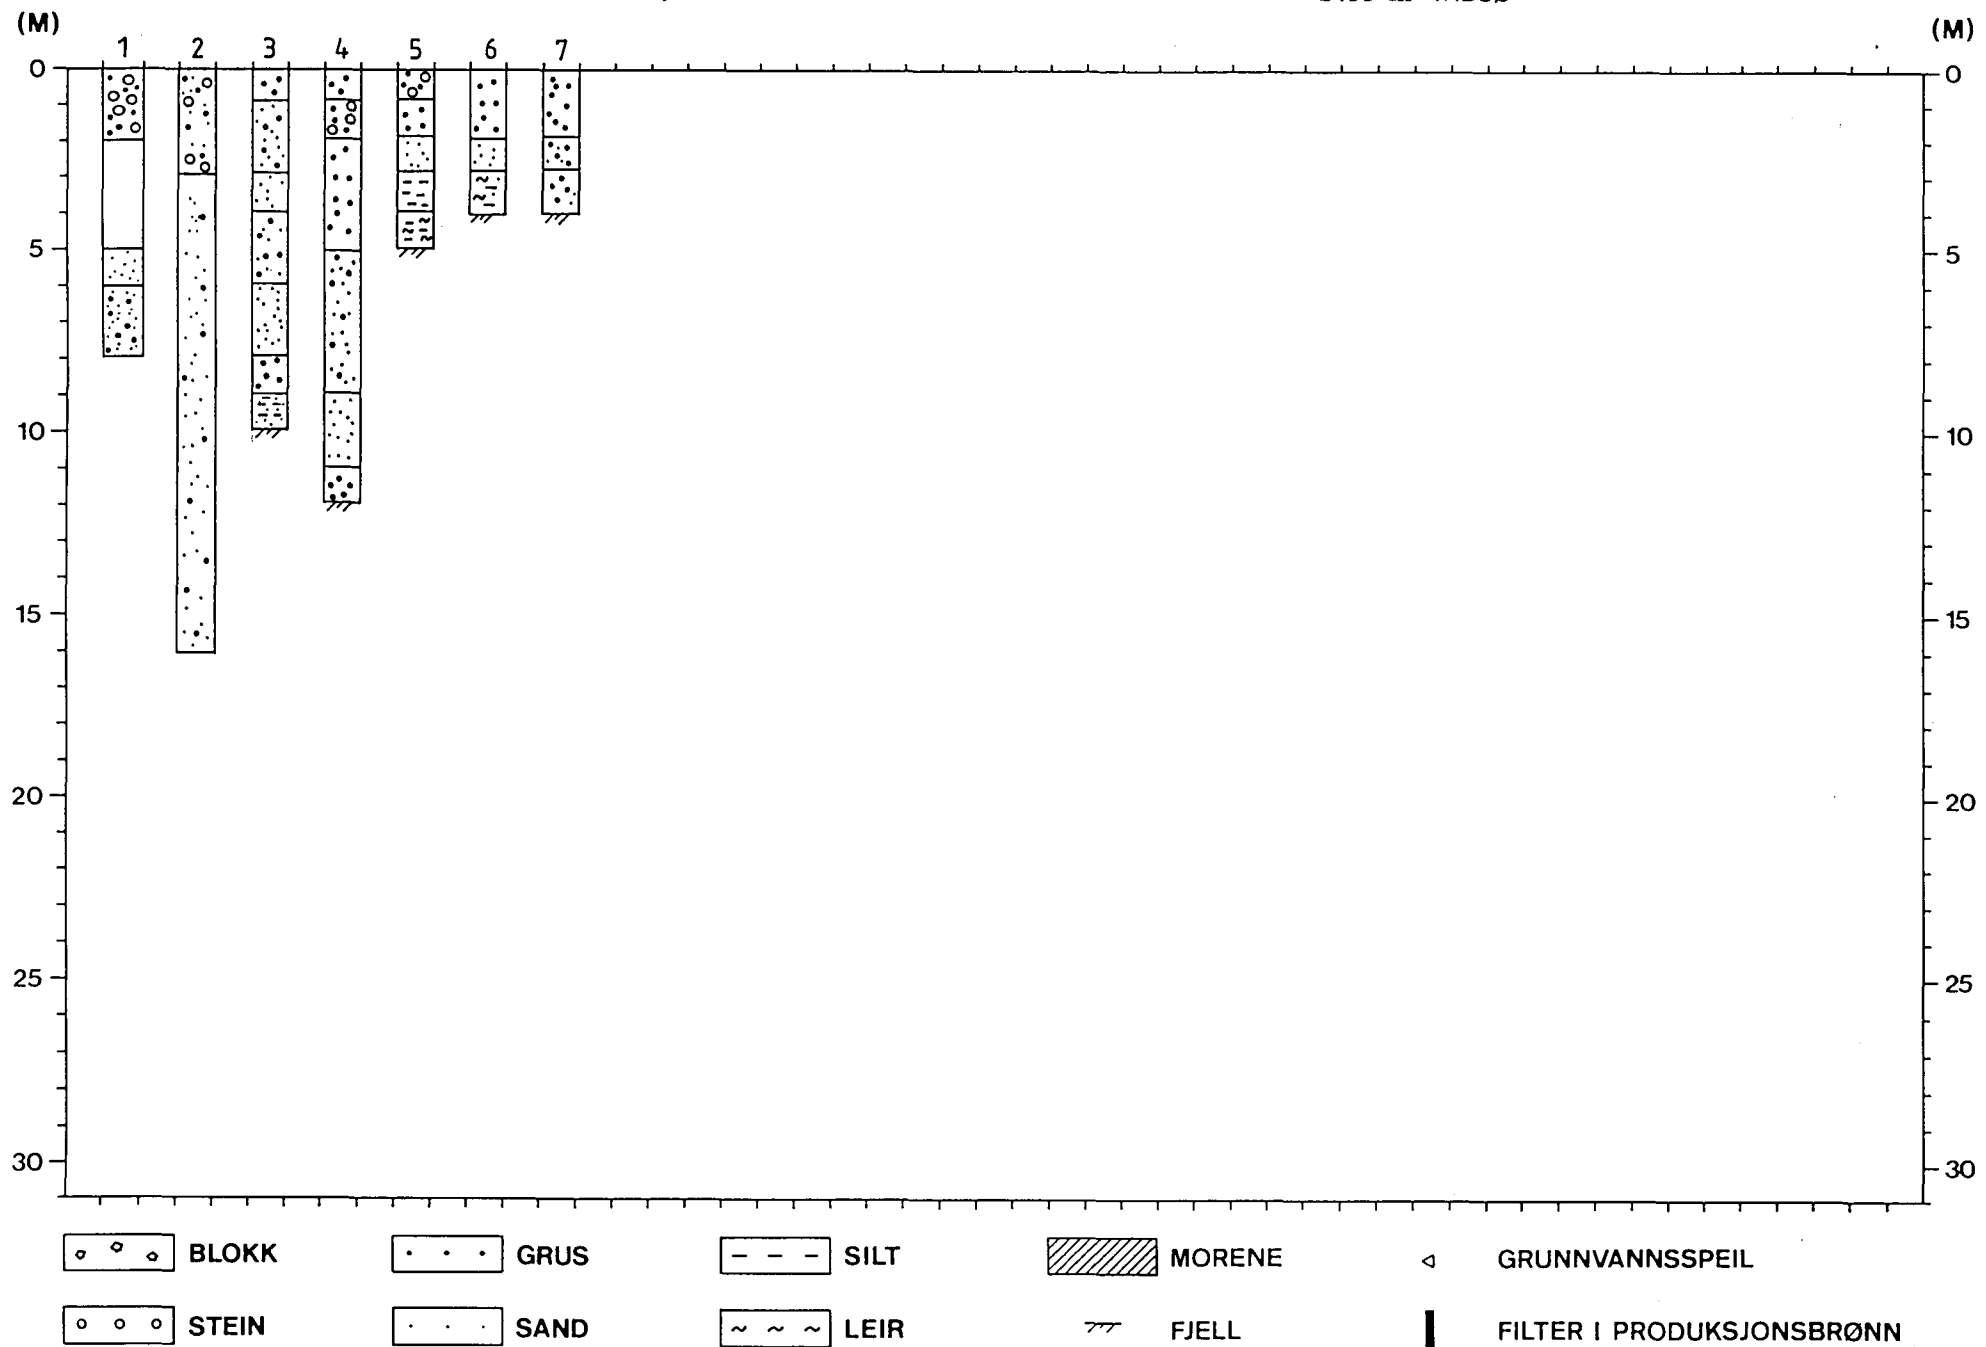 (M) (M)
1 2 3 4 5 6 7
0 0
5 5
10 10
15 15
20 20
25 25
30 30
BLOKK GRUS SILT MORENE GRUNNVANNSSPEIL
STEIN SAND LEIR FJELL FILTER I PRODUKSJONSBRØNN